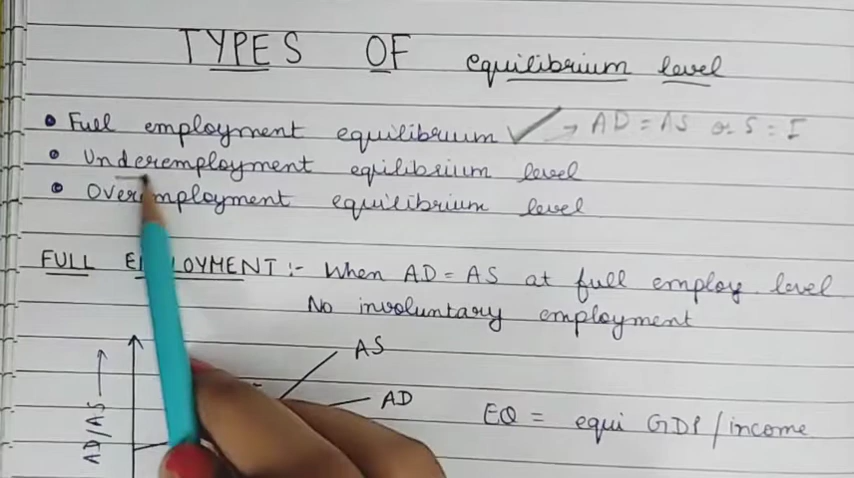 TYPES OF equilibrium level
• Full employment equilibrium ✓ → AD = AS or S = I
• Underemployment eqilibrium level
• Overemployment equilibrium level
FULL EMPLOYMENT :- When AD = AS at full employ level
No involuntary employment
AS
AD
AD/AS
EQ = equi GDP/income